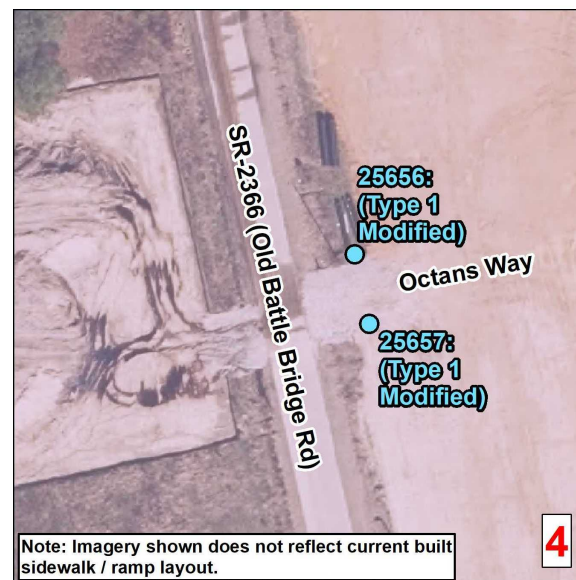 SR-2366 (Old Battle Bridge Rd)
25656:
(Type 1
Modified)
Octans Way
25657:
(Type 1
Modified)
Note: Imagery shown does not reflect current built
sidewalk / ramp layout.
4